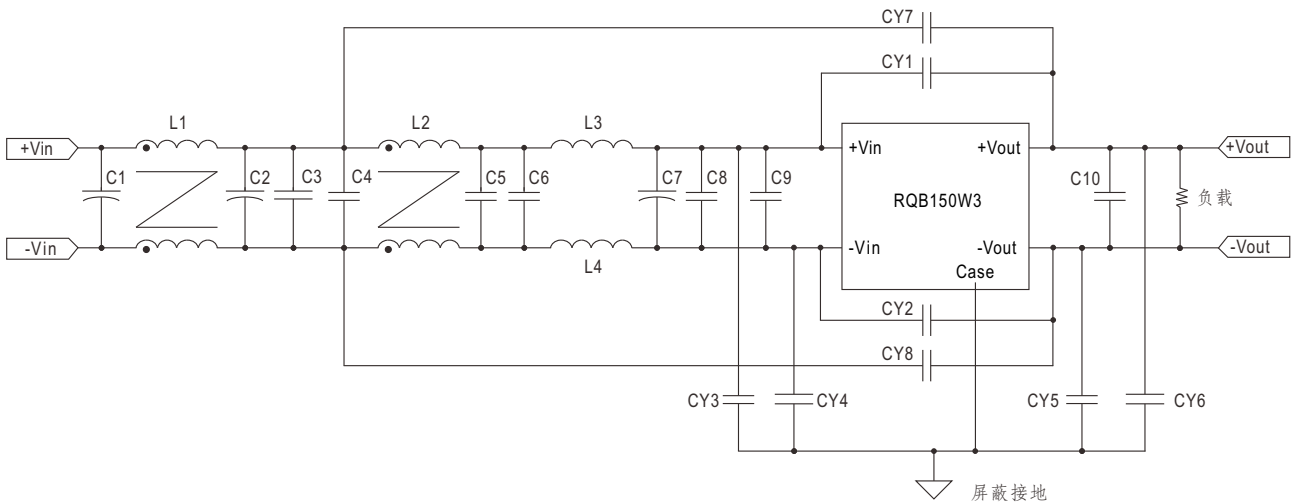 CY7
CY1
L1
L2
L3
+Vin
+Vin
+Vout
+Vout
C1
C2
C3
C4
C5
C6
C7
C8
C9
C10
RQB150W3
负载
-Vin
-Vin
-Vout
-Vout
L4
Case
CY2
CY8
CY3
CY4
CY5
CY6
屏蔽接地